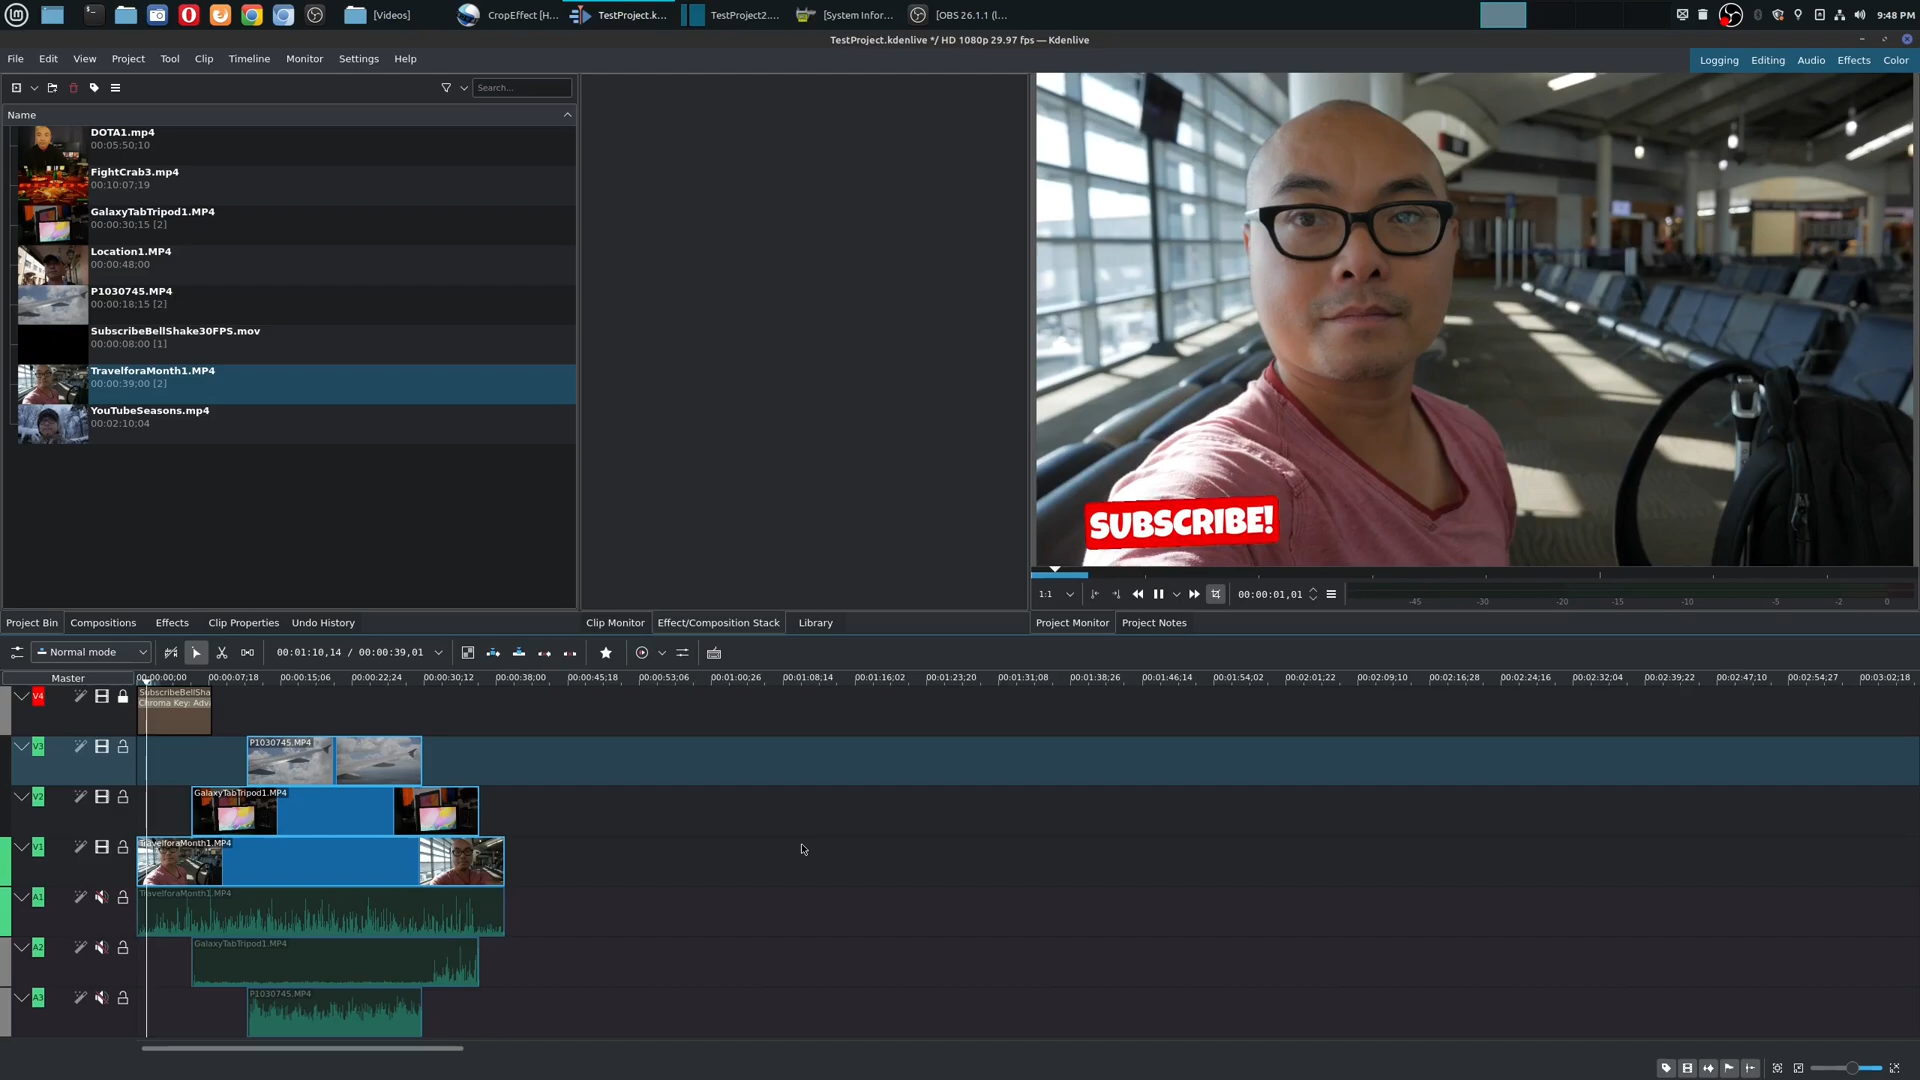 [Videos]
CropEffect [H...
TestProject.k...
TestProject2....
[System Infor...
[OBS 26.1.1 (l...
9:48 PM
TestProject.kdenlive */ HD 1080p 29.97 fps — Kdenlive
File Edit View Project Tool Clip Timeline Monitor Settings Help
Logging Editing Audio Effects Color
Search...
Name
DOTA1.mp4
00:05:50;10
FightCrab3.mp4
00:10:07;19
GalaxyTabTripod1.MP4
00:00:30;15 [2]
Location1.MP4
00:00:48;00
P1030745.MP4
00:00:18;15 [2]
SubscribeBellShake30FPS.mov
00:00:08;00 [1]
TravelforaMonth1.MP4
00:00:39;00 [2]
YouTubeSeasons.mp4
00:02:10;04
SUBSCRIBE!
1:1
00:00:01,01
-45 -30 -20 -15 -10 -5 -2 0
Project Bin Compositions Effects Clip Properties Undo History
Clip Monitor Effect/Composition Stack Library
Project Monitor Project Notes
Normal mode
00:01:10,14 / 00:00:39,01
Master
00:00:00;00 00:00:07;18 00:00:15;06 00:00:22;24 00:00:30;12 00:00:38;00 00:00:45;18 00:00:53;06 00:01:00;26 00:01:08;14 00:01:16;02 00:01:23;20 00:01:31;08 00:01:38;26 00:01:46;14 00:01:54;02 00:02:01;22 00:02:09;10 00:02:16;28 00:02:24;16 00:02:32;04 00:02:39;22 00:02:47;10 00:02:54;27 00:03:02;18
V4
SubscribeBellSha
Chroma Key: Adv
V3
P1030745.MP4
V2
GalaxyTabTripod1.MP4
V1
TravelforaMonth1.MP4
A1
TravelforaMonth1.MP4
A2
GalaxyTabTripod1.MP4
A3
P1030745.MP4